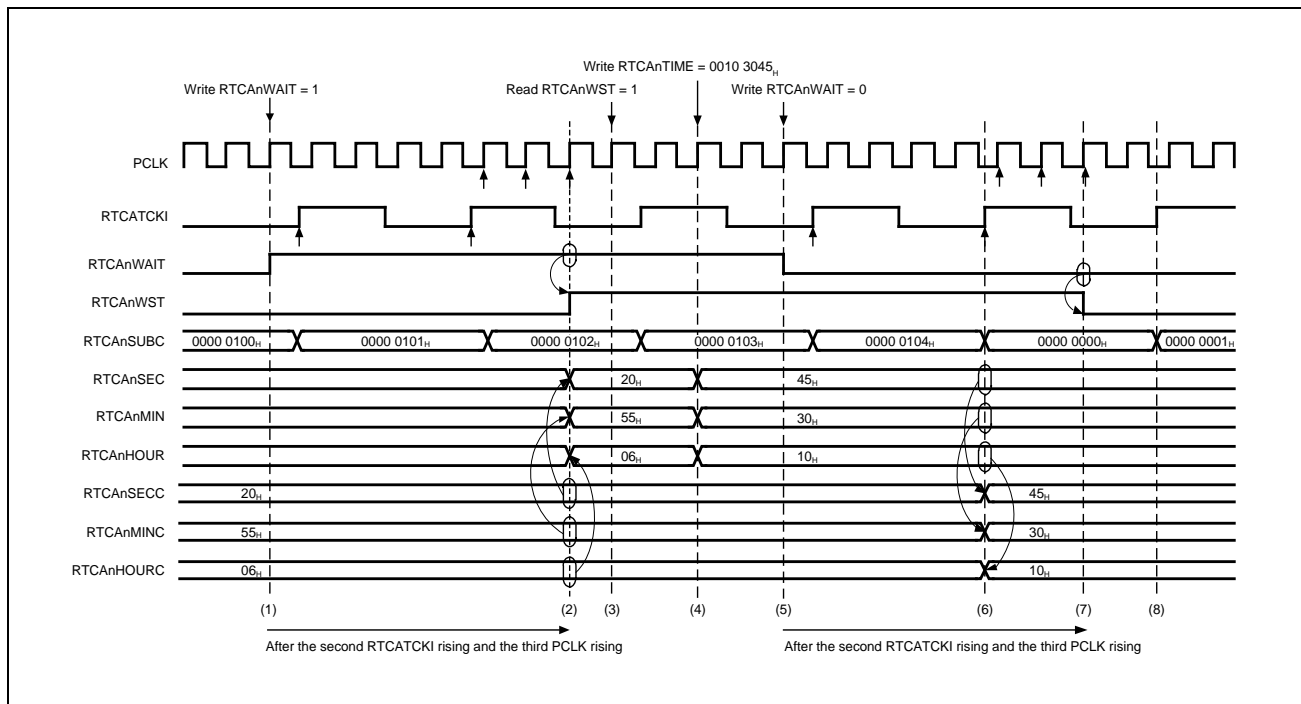 Write RTCAnTIME = 0010 3045H
Write RTCAnWAIT = 1 Read RTCAnWST = 1 Write RTCAnWAIT = 0
PCLK
RTCATCKI
RTCAnWAIT
RTCAnWST
RTCAnSUBC 0000 0100H 0000 0101H 0000 0102H 0000 0103H 0000 0104H 0000 0000H 0000 0001H
RTCAnSEC 20H 45H
RTCAnMIN 55H 30H
RTCAnHOUR 06H 10H
RTCAnSECC 20H 45H
RTCAnMINC 55H 30H
RTCAnHOURC 06H 10H
(1) (2) (3) (4) (5) (6) (7) (8)
After the second RTCATCKI rising and the third PCLK rising After the second RTCATCKI rising and the third PCLK rising